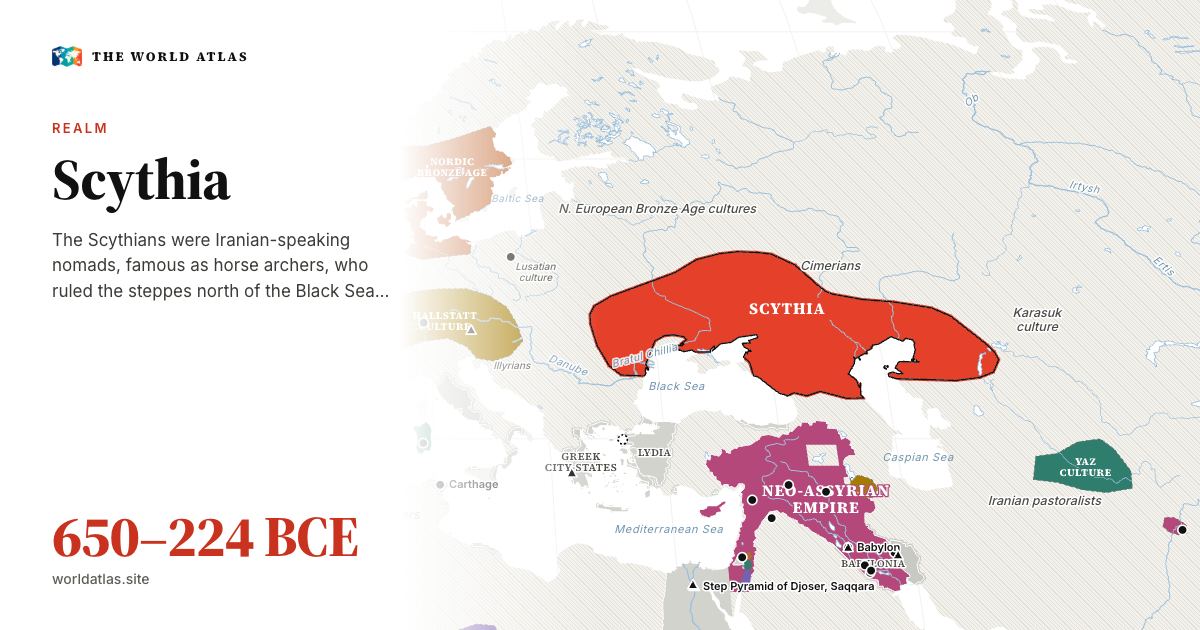 THE WORLD ATLAS
REALM
Scythia
The Scythians were Iranian-speaking
nomads, famous as horse archers, who
ruled the steppes north of the Black Sea...
650–224 BCE
worldatlas.site
Ob
Irtysh
Ertis
NORDIC
BRONZE AGE
Baltic Sea
N. European Bronze Age cultures
Lusatian
culture
Cimerians
SCYTHIA
Karasuk
culture
HALLSTATT
CULTURE
Illyrians
Danube
Bratul Chillia
Black Sea
GREEK
CITY STATES
LYDIA
Caspian Sea
YAZ
CULTURE
Iranian pastoralists
Carthage
NEO-ASSYRIAN
EMPIRE
Mediterranean Sea
Babylon
BABYLONIA
Step Pyramid of Djoser, Saqqara